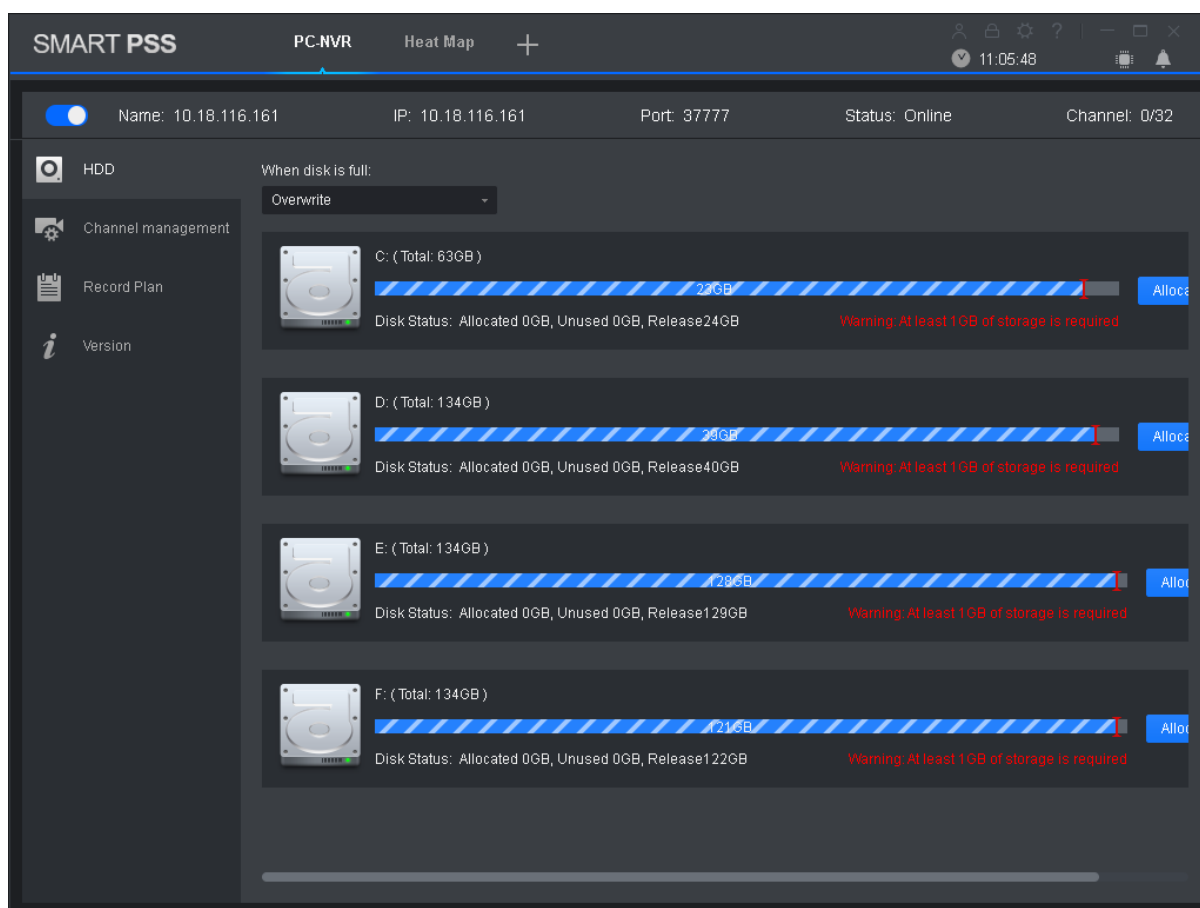 SMART PSS
PC-NVR
Heat Map
11:05:48
Name: 10.18.116.161
IP: 10.18.116.161
Port: 37777
Status: Online
Channel: 0/32
HDD
Channel management
Record Plan
Version
When disk is full:
Overwrite
C: ( Total: 63GB )
23GB
Alloca
Disk Status: Allocated 0GB, Unused 0GB, Release24GB
Warning: At least 1GB of storage is required
D: ( Total: 134GB )
39GB
Alloca
Disk Status: Allocated 0GB, Unused 0GB, Release40GB
Warning: At least 1GB of storage is required
E: ( Total: 134GB )
128GB
Alloc
Disk Status: Allocated 0GB, Unused 0GB, Release129GB
Warning: At least 1GB of storage is required
F: ( Total: 134GB )
121GB
Alloc
Disk Status: Allocated 0GB, Unused 0GB, Release122GB
Warning: At least 1GB of storage is required